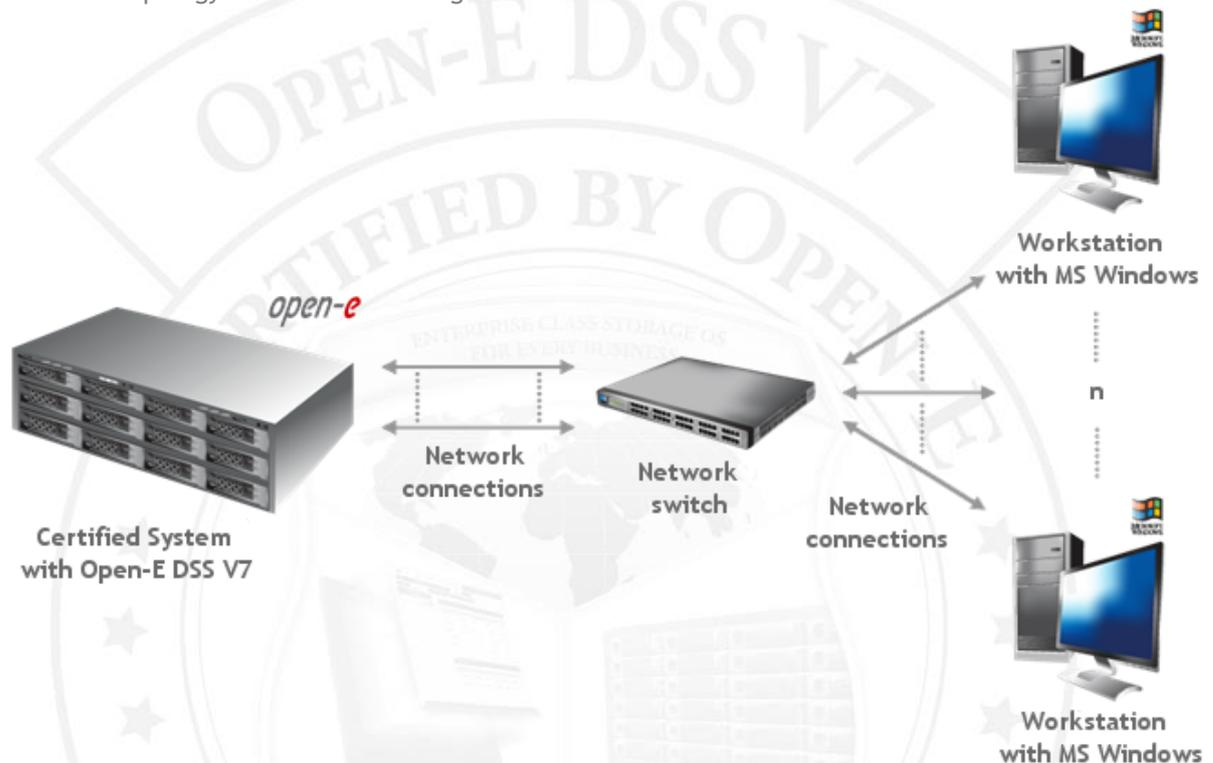 OPEN-E DSS V7
CERTIFIED BY OPEN-E
ENTERPRISE CLASS STORAGE OS
FOR EVERY BUSINESS
open-e
Certified System
with Open-E DSS V7
Network
connections
Network
switch
Network
connections
Workstation
with MS Windows
n
Workstation
with MS Windows